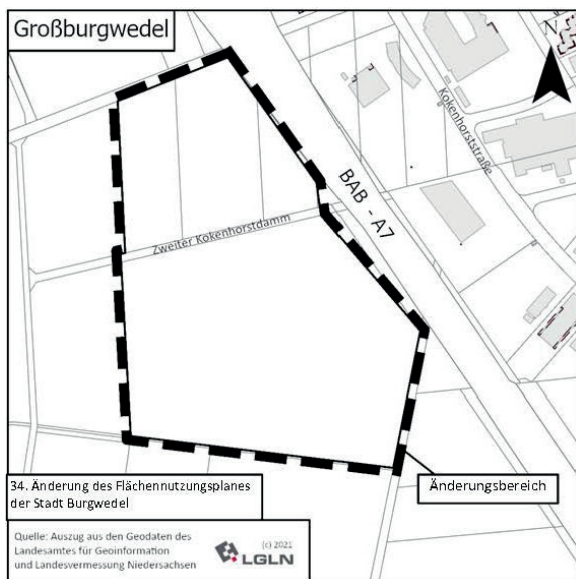 Großburgwedel
N
Kokenhorststraße
BAB - A7
Zweiter Kokenhorstdamm
34. Änderung des Flächennutzungsplanes
der Stadt Burgwedel
Änderungsbereich
Quelle: Auszug aus den Geodaten des
Landesamtes für Geoinformation
und Landesvermessung Niedersachsen
(c) 2021
LGLN